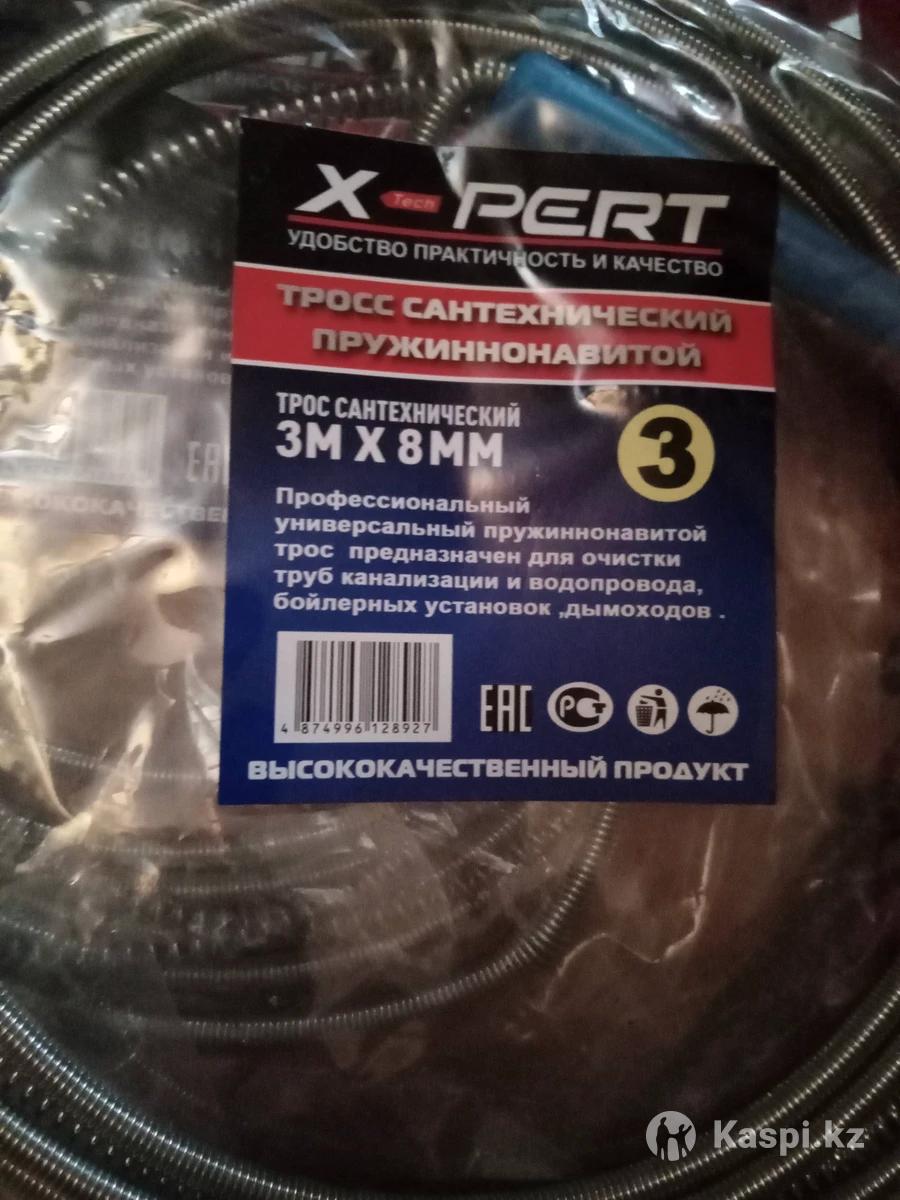 X-Tech PERT
УДОБСТВО ПРАКТИЧНОСТЬ И КАЧЕСТВО
ТРОСС САНТЕХНИЧЕСКИЙ
ПРУЖИННОНАВИТОЙ
ТРОС САНТЕХНИЧЕСКИЙ
3М X 8ММ
3
Профессиональный
универсальный пружиннонавитой
трос предназначен для очистки
труб канализации и водопровода,
бойлерных установок ,дымоходов .
4 874996 128927
EAC
РСТ
ВЫСОКОКАЧЕСТВЕННЫЙ ПРОДУКТ
Kaspi.kz